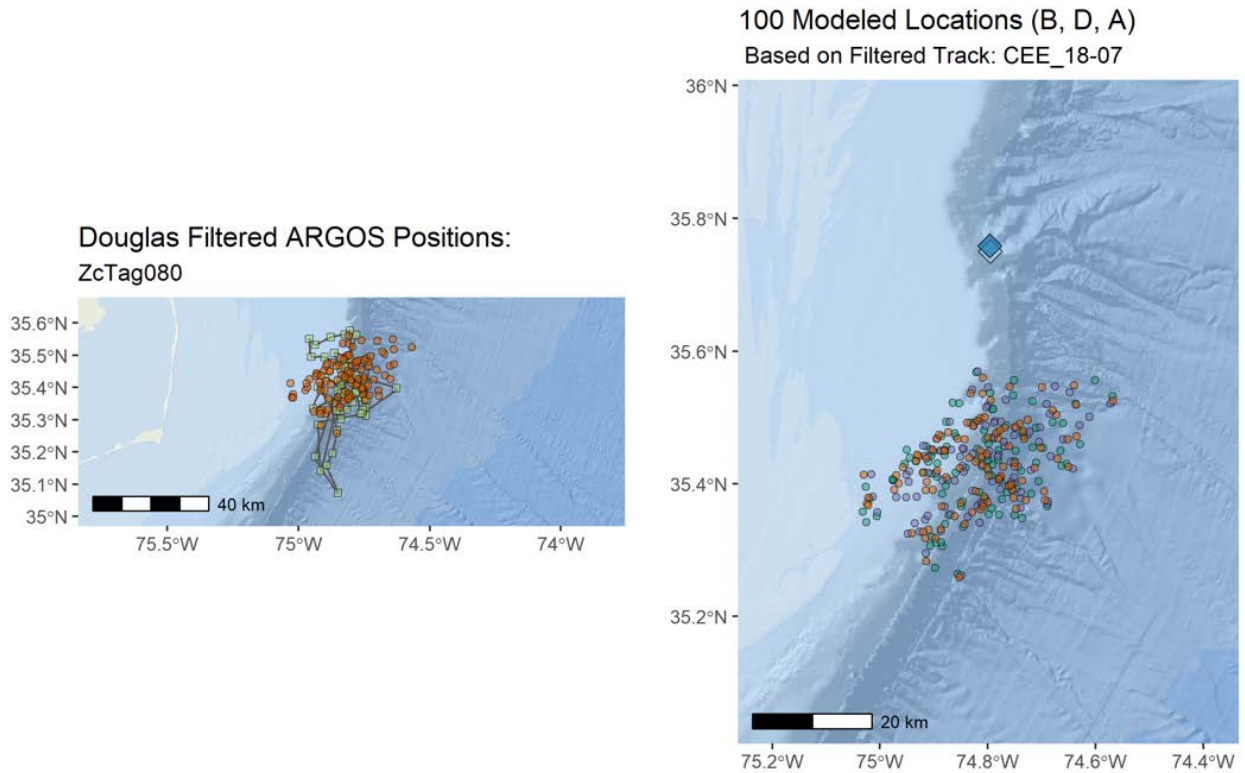 Douglas Filtered ARGOS Positions:
ZcTag080
35.6°N
35.5°N
35.4°N
35.3°N
35.2°N
35.1°N
35°N
40 km
75.5°W
75°W
74.5°W
74°W
100 Modeled Locations (B, D, A)
Based on Filtered Track: CEE_18-07
36°N
35.8°N
35.6°N
35.4°N
35.2°N
20 km
75.2°W
75°W
74.8°W
74.6°W
74.4°W